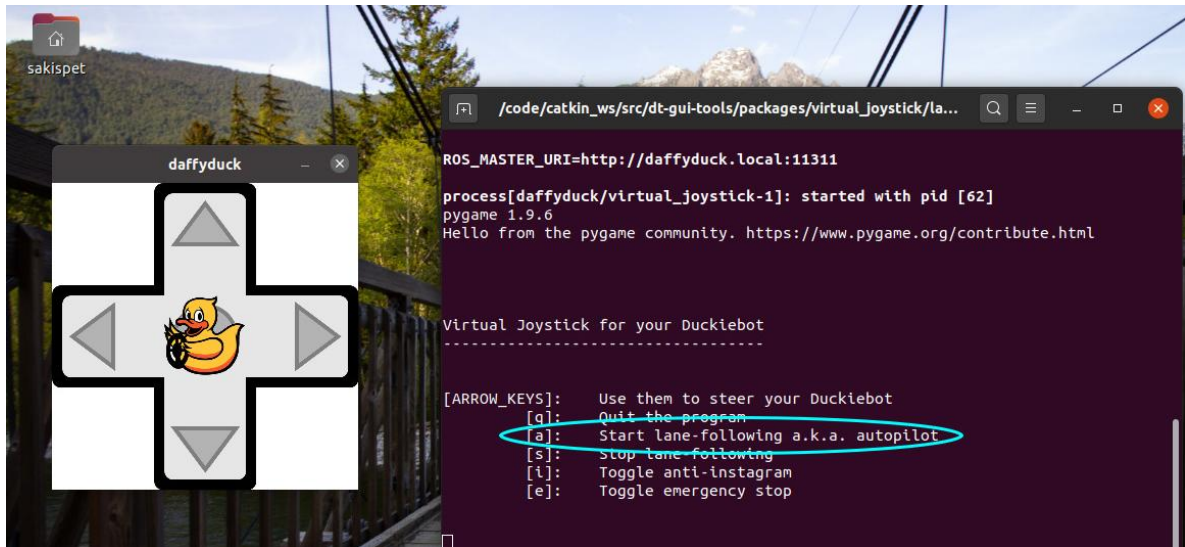 sakispet
daffyduck
/code/catkin_ws/src/dt-gui-tools/packages/virtual_joystick/la...
ROS_MASTER_URI=http://daffyduck.local:11311
process[daffyduck/virtual_joystick-1]: started with pid [62]
pygame 1.9.6
Hello from the pygame community. https://www.pygame.org/contribute.html
Virtual Joystick for your Duckiebot
----------------------------------
[ARROW_KEYS]: Use them to steer your Duckiebot
[q]: Quit the program
[a]: Start lane-following a.k.a. autopilot
[s]: Stop lane-following
[i]: Toggle anti-instagram
[e]: Toggle emergency stop